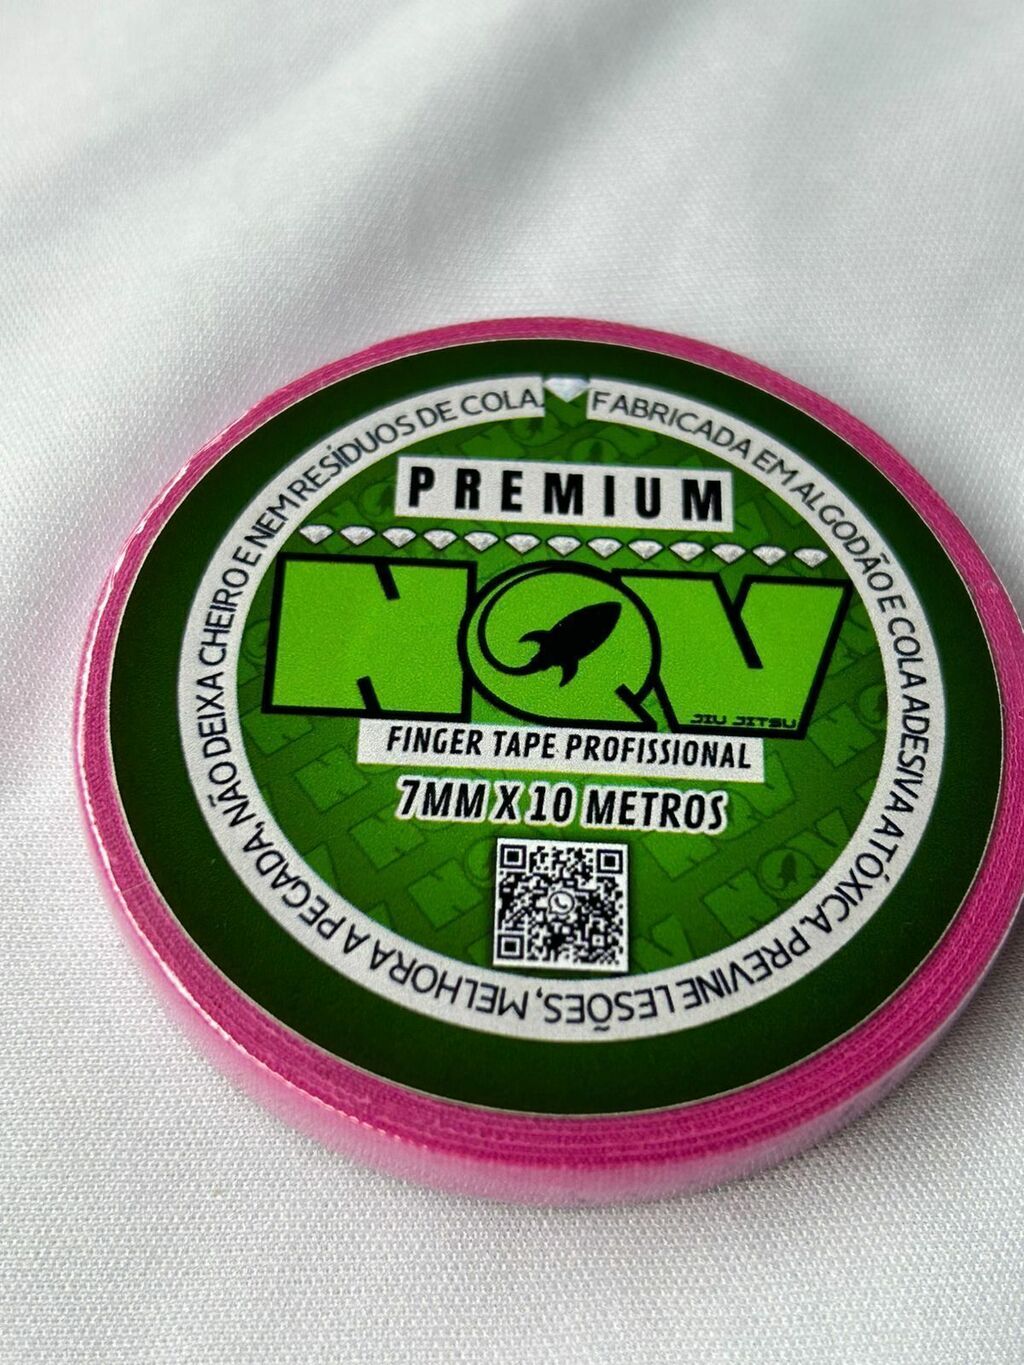 FABRICADA EM ALGODÃO E COLA ADESIVA ATÓXICA. PREVINE LESÕES, MELHORA A PEGADA, NÃO DEIXA CHEIRO E NEM RESÍDUOS DE COLA.
PREMIUM
NQV
JIU JITSU
FINGER TAPE PROFISSIONAL
7MM X 10 METROS